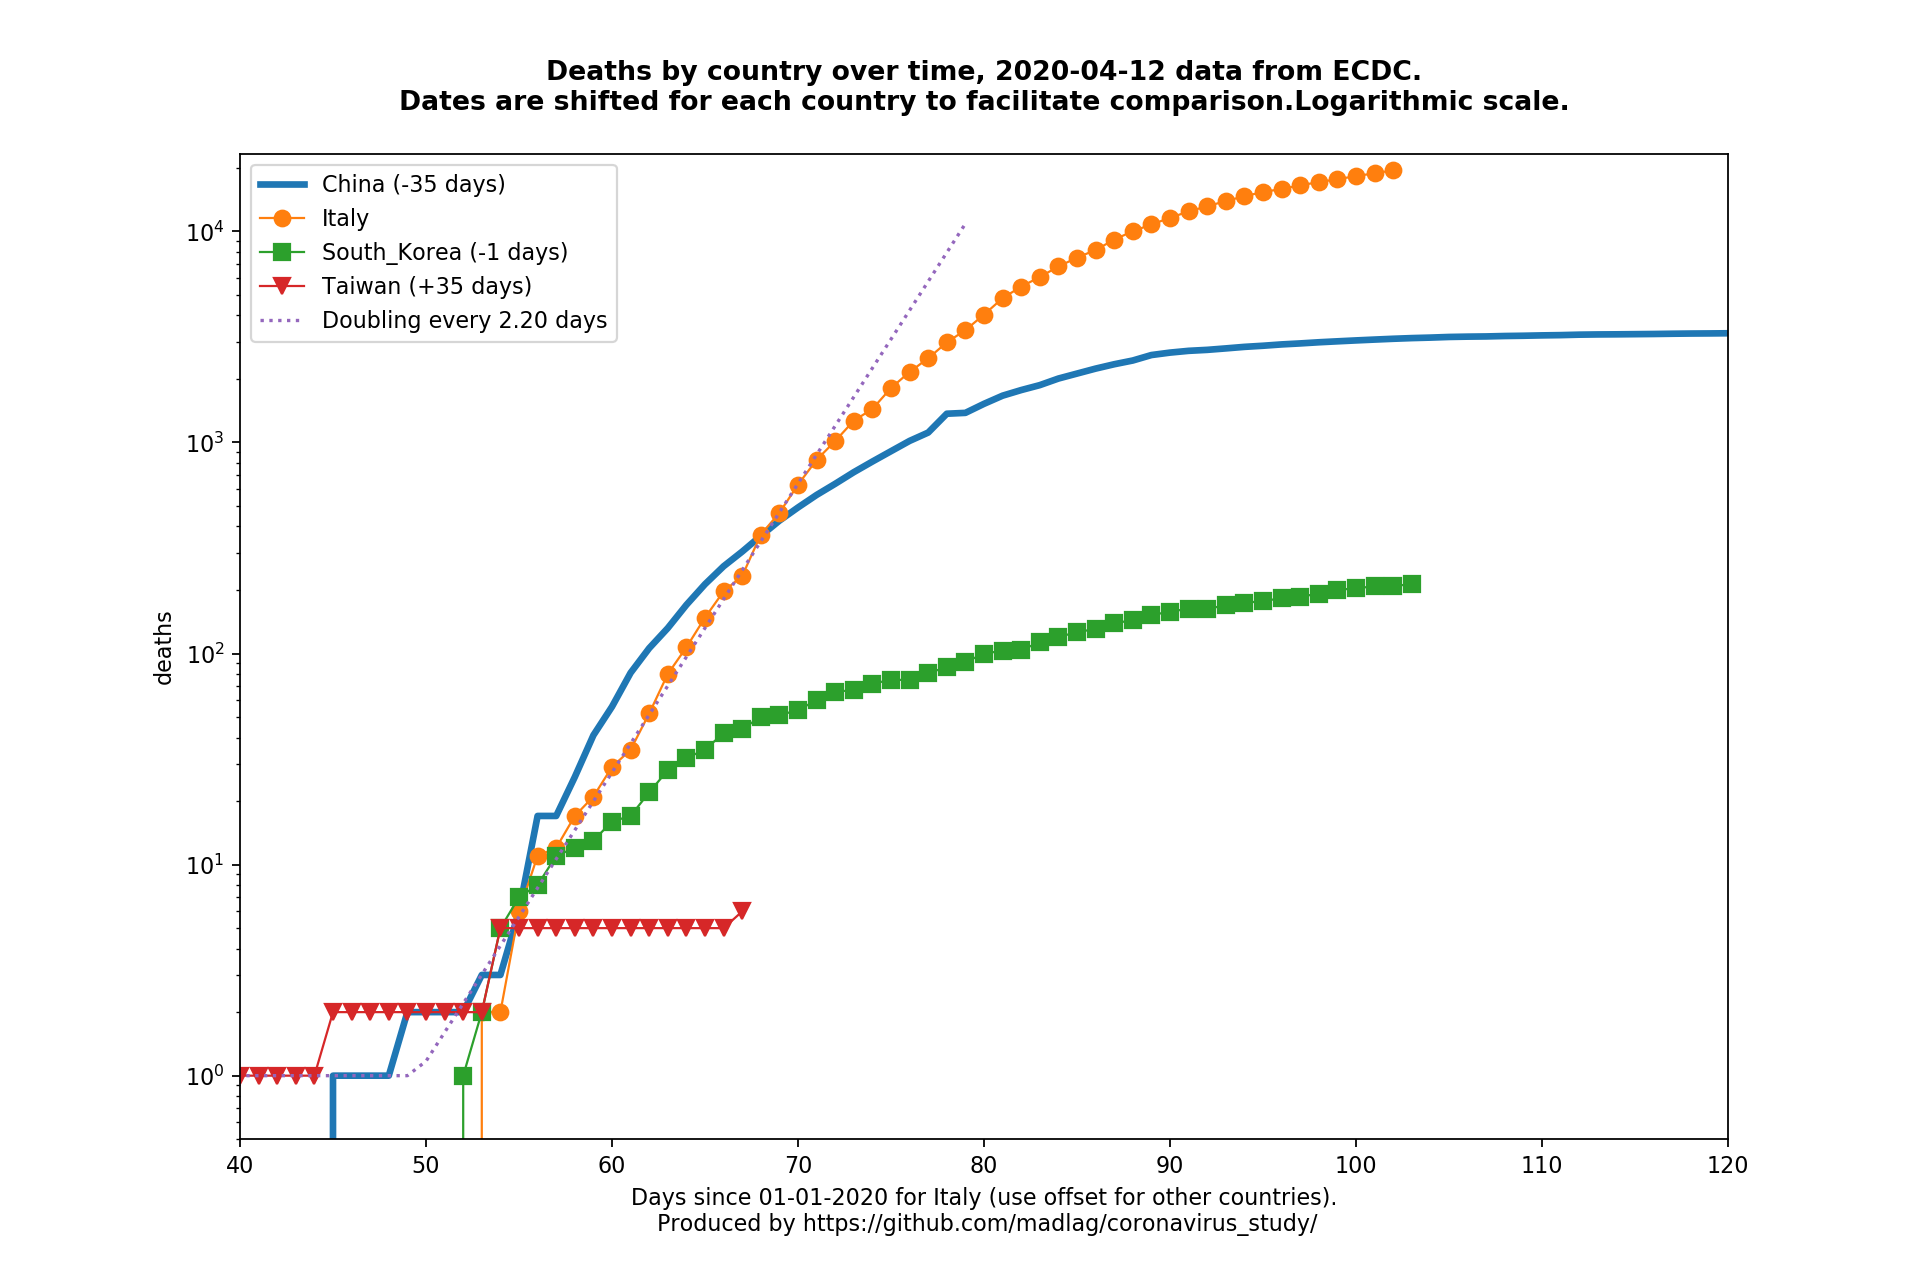 Deaths by country over time, 2020-04-12 data from ECDC.
Dates are shifted for each country to facilitate comparison.Logarithmic scale.
China (-35 days)
Italy
South_Korea (-1 days)
Taiwan (+35 days)
Doubling every 2.20 days
10⁴
10³
10²
10¹
10⁰
deaths
40 50 60 70 80 90 100 110 120
Days since 01-01-2020 for Italy (use offset for other countries).
Produced by https://github.com/madlag/coronavirus_study/